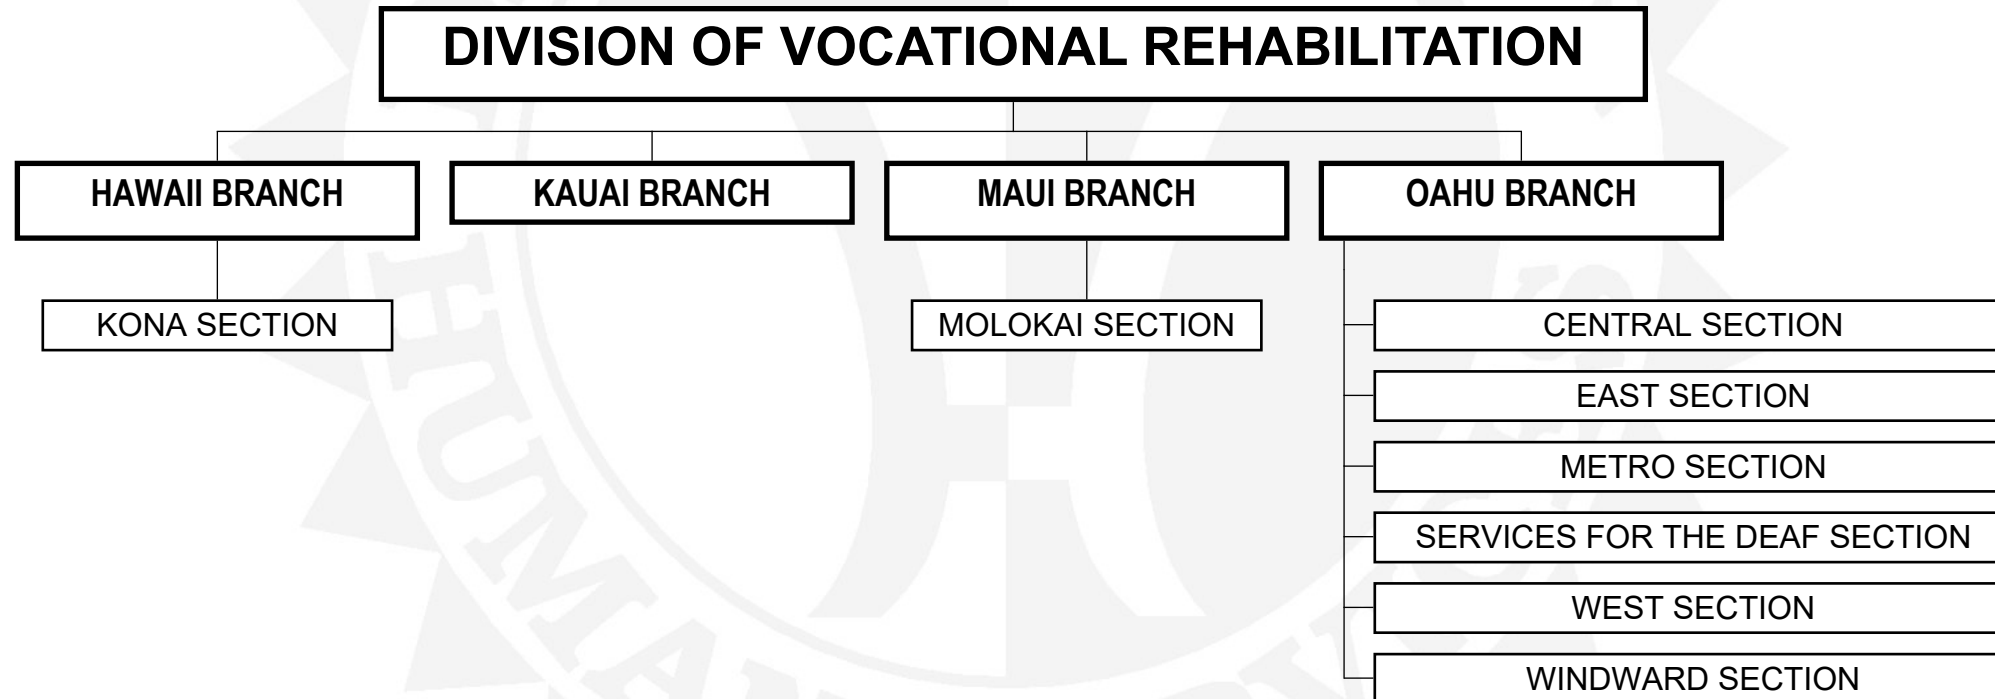 DIVISION OF VOCATIONAL REHABILITATION
HAWAII BRANCH
KAUAI BRANCH
MAUI BRANCH
OAHU BRANCH
KONA SECTION
MOLOKAI SECTION
CENTRAL SECTION
EAST SECTION
METRO SECTION
SERVICES FOR THE DEAF SECTION
WEST SECTION
WINDWARD SECTION
HUMAN